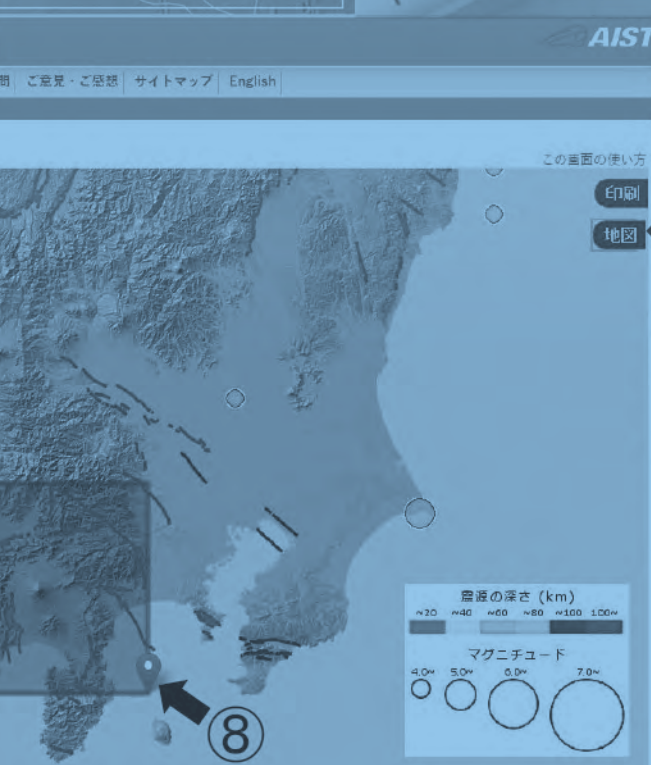 AIST
問 ご意見・ご感想 サイトマップ English
この画面の使い方
印刷
地図
震源の深さ (km)
~20 ~40 ~60 ~80 ~100 100~
マグニチュード
4.0~ 5.0~ 6.0~ 7.0~
⑧